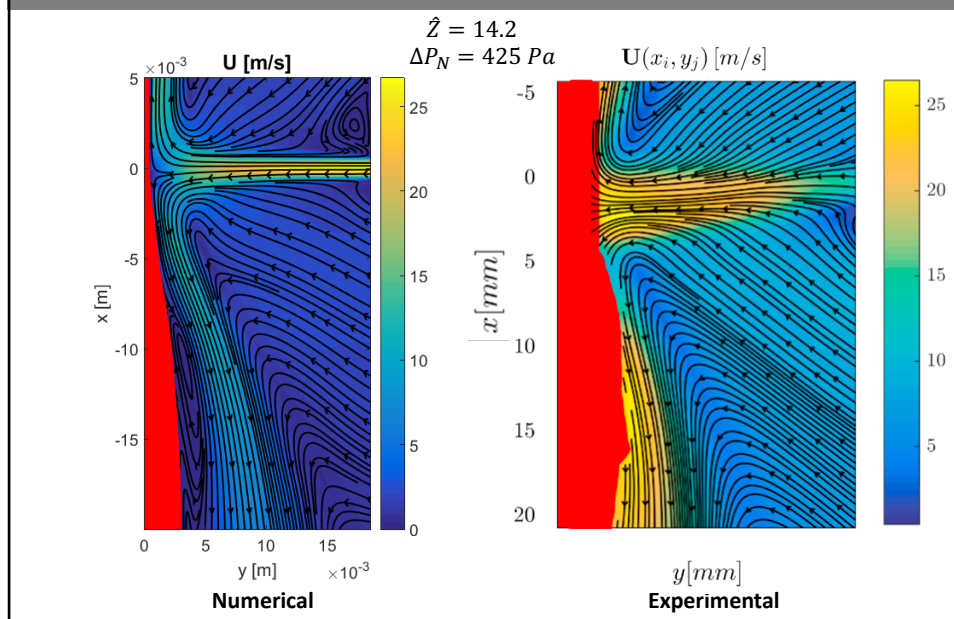 Ẑ = 14.2
ΔP_N = 425 Pa
×10⁻³
U [m/s]
5
0
-5
-10
-15
x [m]
0
5
10
15
×10⁻³
y [m]
25
20
15
10
5
0
Numerical
U(x_i, y_j) [m/s]
-5
0
5
10
15
20
x[mm]
y[mm]
25
20
15
10
5
Experimental